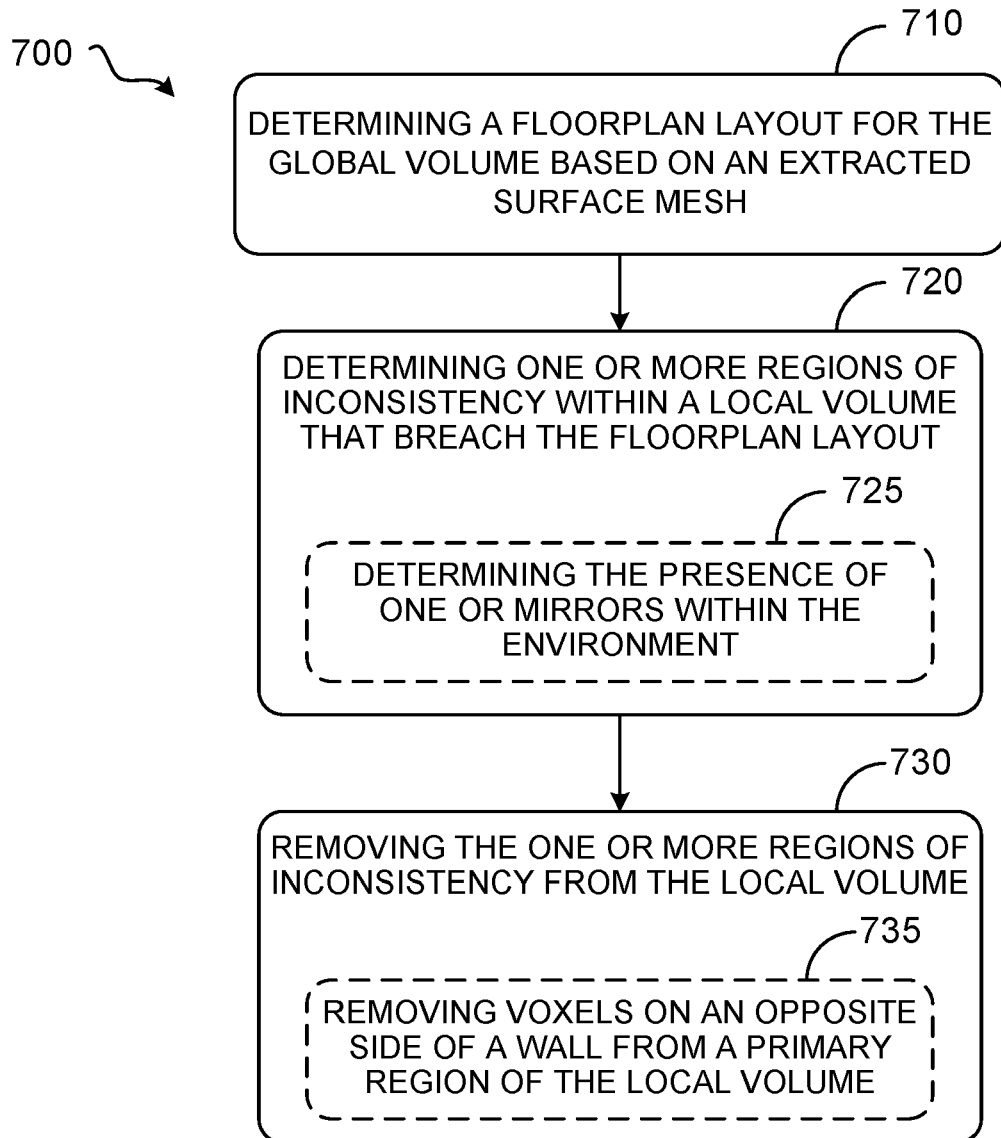 700
710
DETERMINING A FLOORPLAN LAYOUT FOR THE
GLOBAL VOLUME BASED ON AN EXTRACTED
SURFACE MESH
720
DETERMINING ONE OR MORE REGIONS OF
INCONSISTENCY WITHIN A LOCAL VOLUME
THAT BREACH THE FLOORPLAN LAYOUT
725
DETERMINING THE PRESENCE OF
ONE OR MIRRORS WITHIN THE
ENVIRONMENT
730
REMOVING THE ONE OR MORE REGIONS OF
INCONSISTENCY FROM THE LOCAL VOLUME
735
REMOVING VOXELS ON AN OPPOSITE
SIDE OF A WALL FROM A PRIMARY
REGION OF THE LOCAL VOLUME